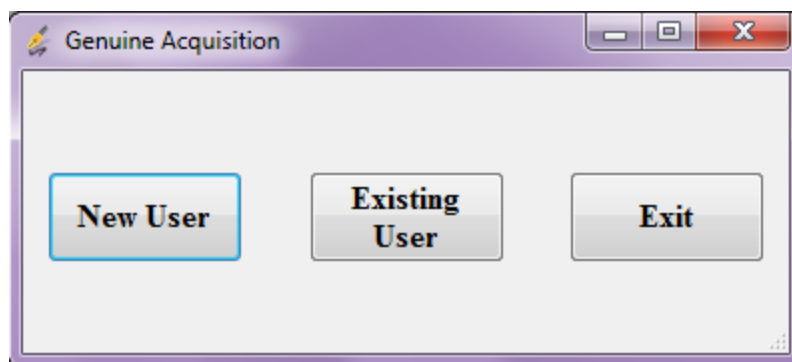 Genuine Acquisition
New User
Existing
User
Exit